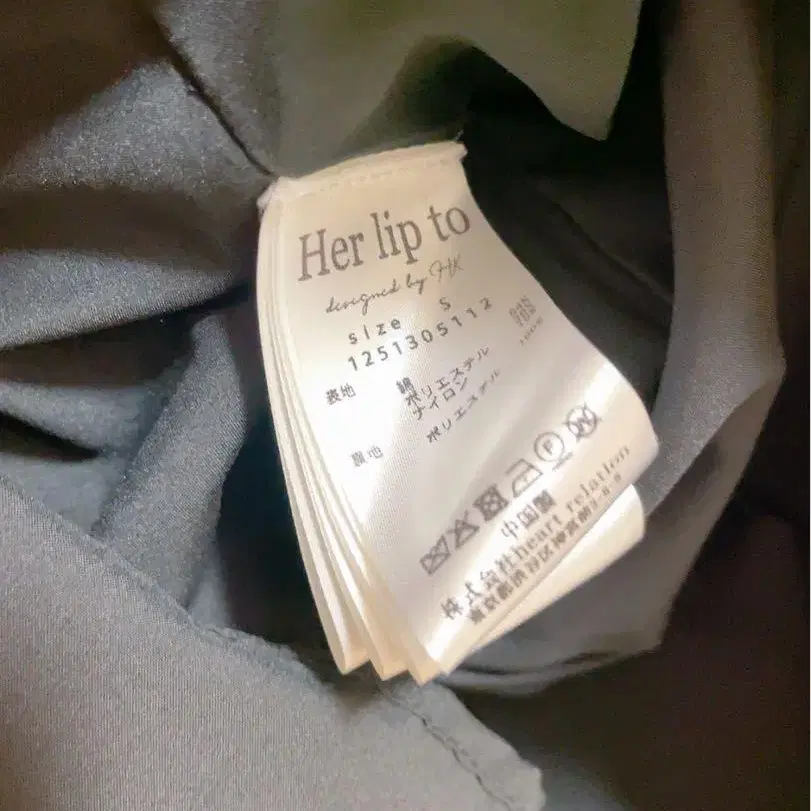 Her lip to
designed by HK
size S
1251305112
表地 綿
ポリエステル
ナイロン
裏地 ポリエステル
中国製
株式会社heart relation